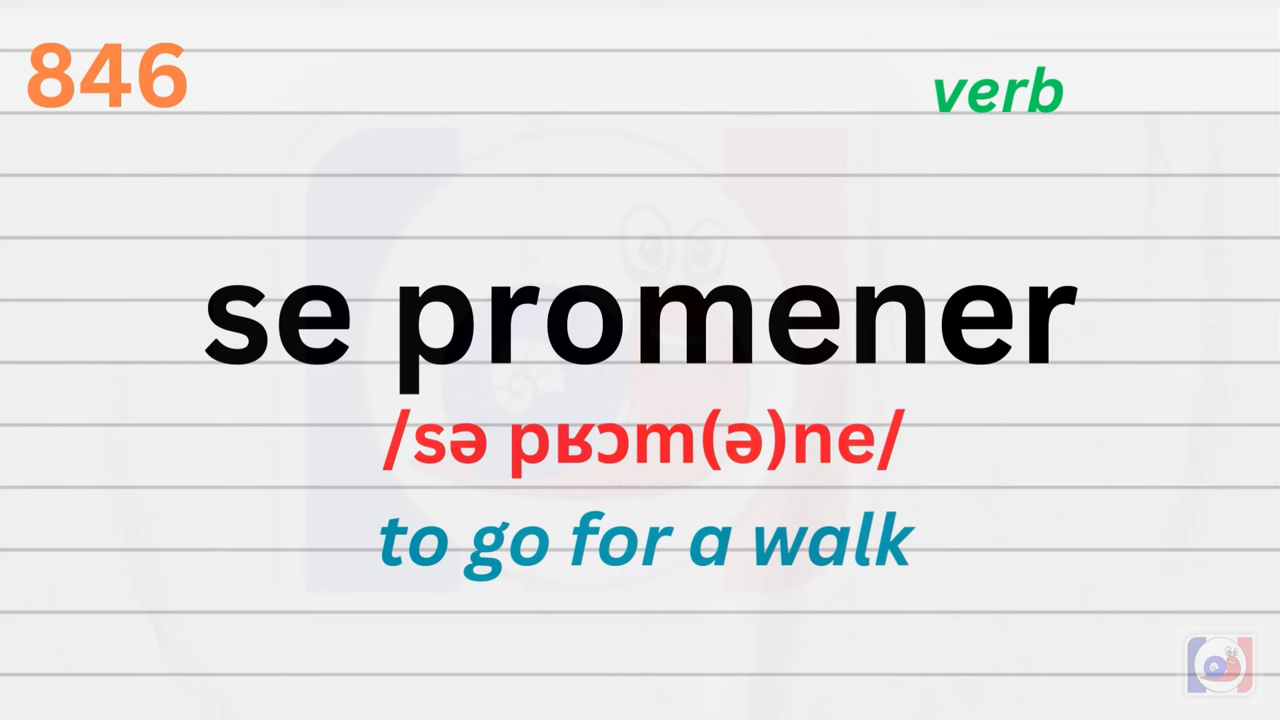 846
verb
se promener
/sə pʁɔm(ə)ne/
to go for a walk